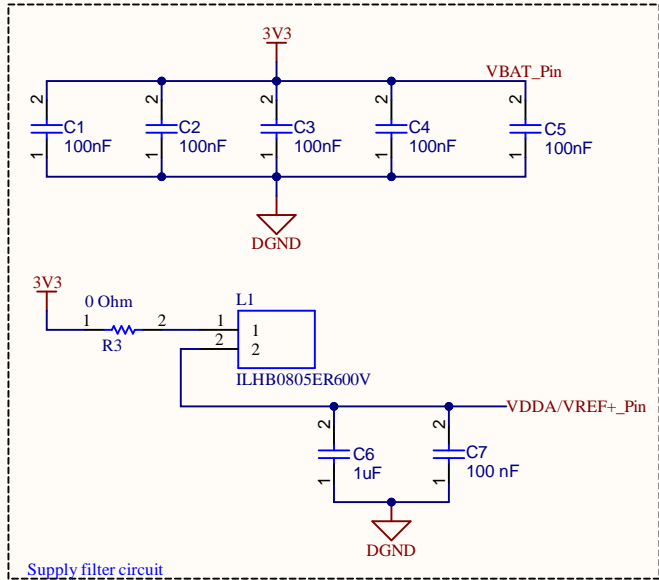 3V3
VBAT_Pin
2 2 2 2 2
C1 C2 C3 C4 C5
100nF 100nF 100nF 100nF 100nF
1 1 1 1 1
DGND
3V3
0 Ohm L1
1 2 1 1
R3 2 2
ILHB0805ER600V
VDDA/VREF+_Pin
2 2
C6 C7
1uF 100 nF
1 1
DGND
Supply filter circuit